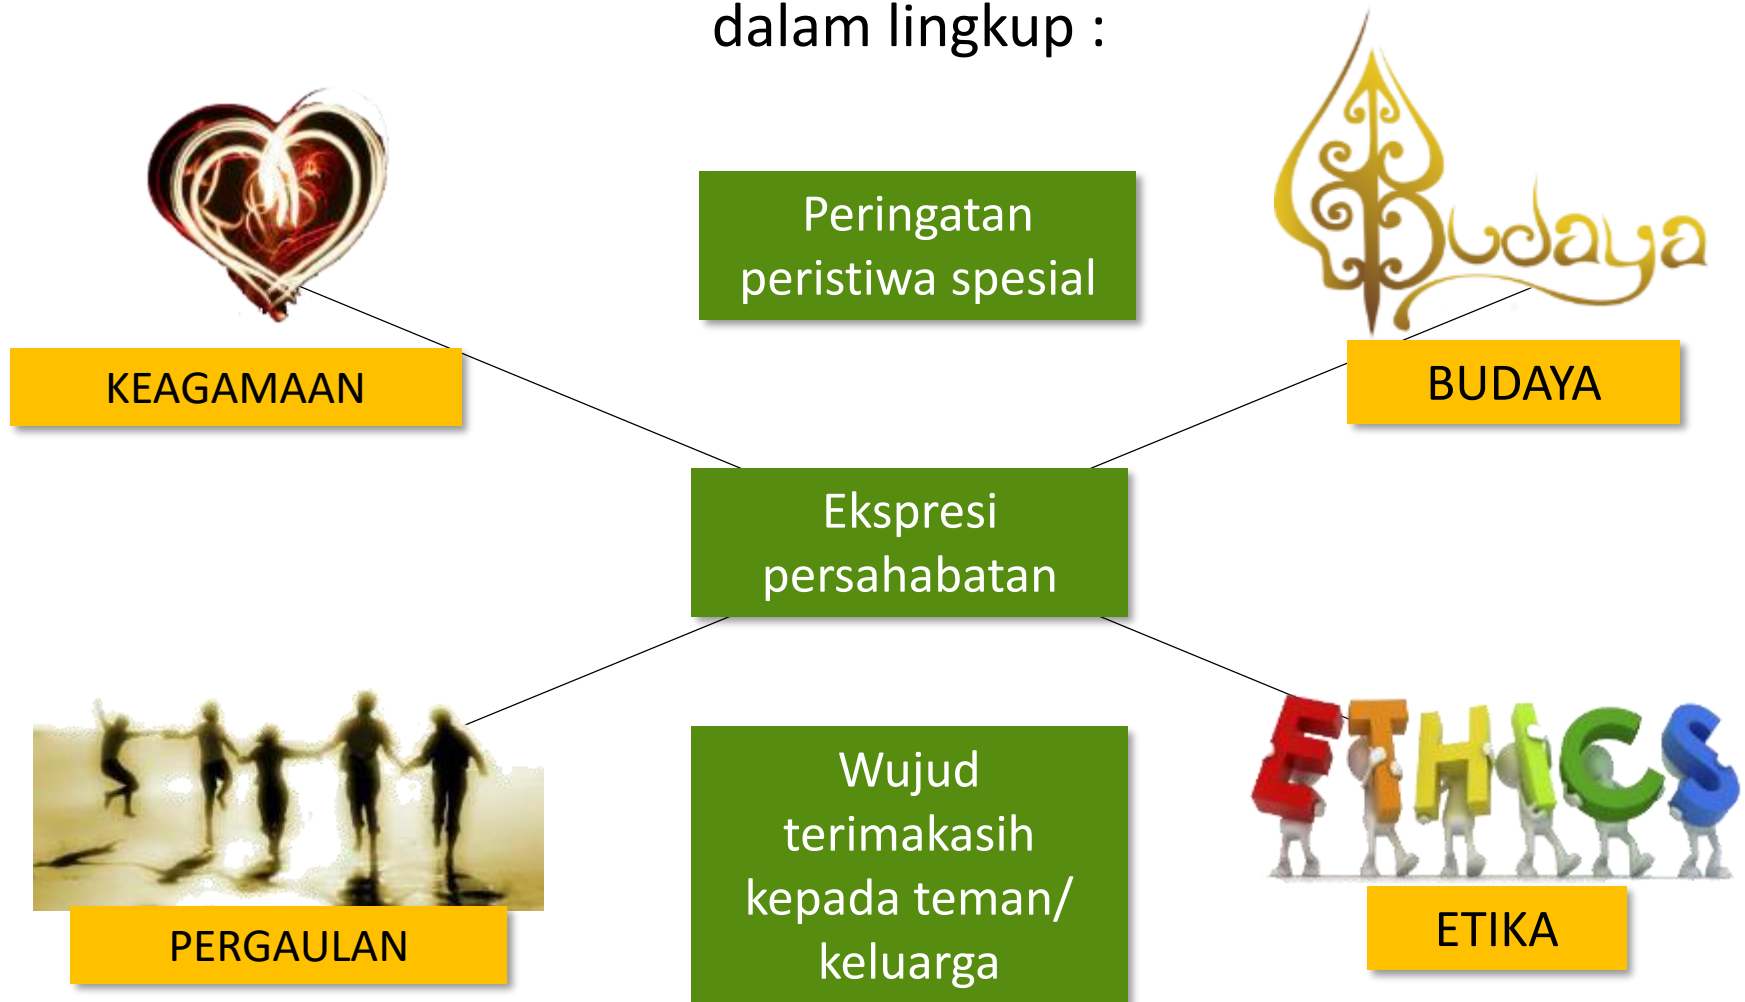 dalam lingkup :
Budaya
Peringatan
peristiwa spesial
KEAGAMAAN
BUDAYA
Ekspresi
persahabatan
ETHICS
Wujud
terimakasih
kepada teman/
keluarga
PERGAULAN
ETIKA